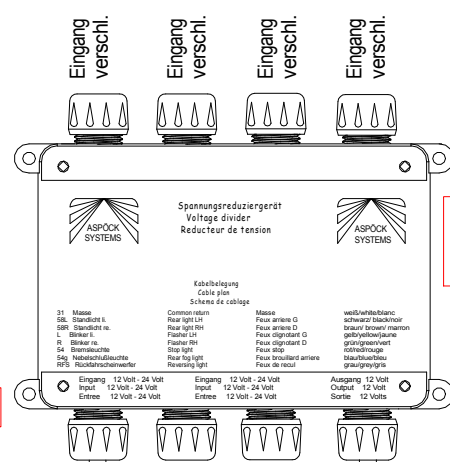 Eingang verschl.
Eingang verschl.
Eingang verschl.
Eingang verschl.
ASPÖCK
SYSTEMS
Spannungsreduziergerät
Voltage divider
Reducteur de tension
ASPÖCK
SYSTEMS
Kabelbelegung
Cable plan
Schema de cablage
31 Masse Common return Masse weiß/white/blanc
58L Standlicht li. Rear light LH Feux arriere G schwarz/ black/noir
58R Standlicht re. Rear light RH Feux arriere D braun/ brown/ marron
L Blinker li. Flasher LH Feux clignotant G gelb/yellow/jaune
R Blinker re. Flasher RH Feux clignotant D grün/green/vert
54 Bremsleuchte Stop light Feux stop rot/red/rouge
54g Nebelschlußleuchte Rear fog light Feux brouillard arriere blau/blue/bleu
RFS Rückfahrscheinwerfer Reversing light Feux de recul grau/grey/gris
Eingang 12 Volt - 24 Volt Eingang 12 Volt - 24 Volt Ausgang 12 Volt
Input 12 Volt - 24 Volt Input 12 Volt - 24 Volt Output 12 Volt
Entree 12 Volt - 24 Volt Entree 12 Volt - 24 Volt Sortie 12 Volts